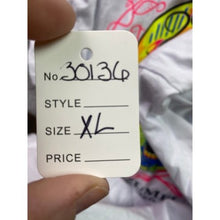 No 30136
STYLE
SIZE XL
PRICE